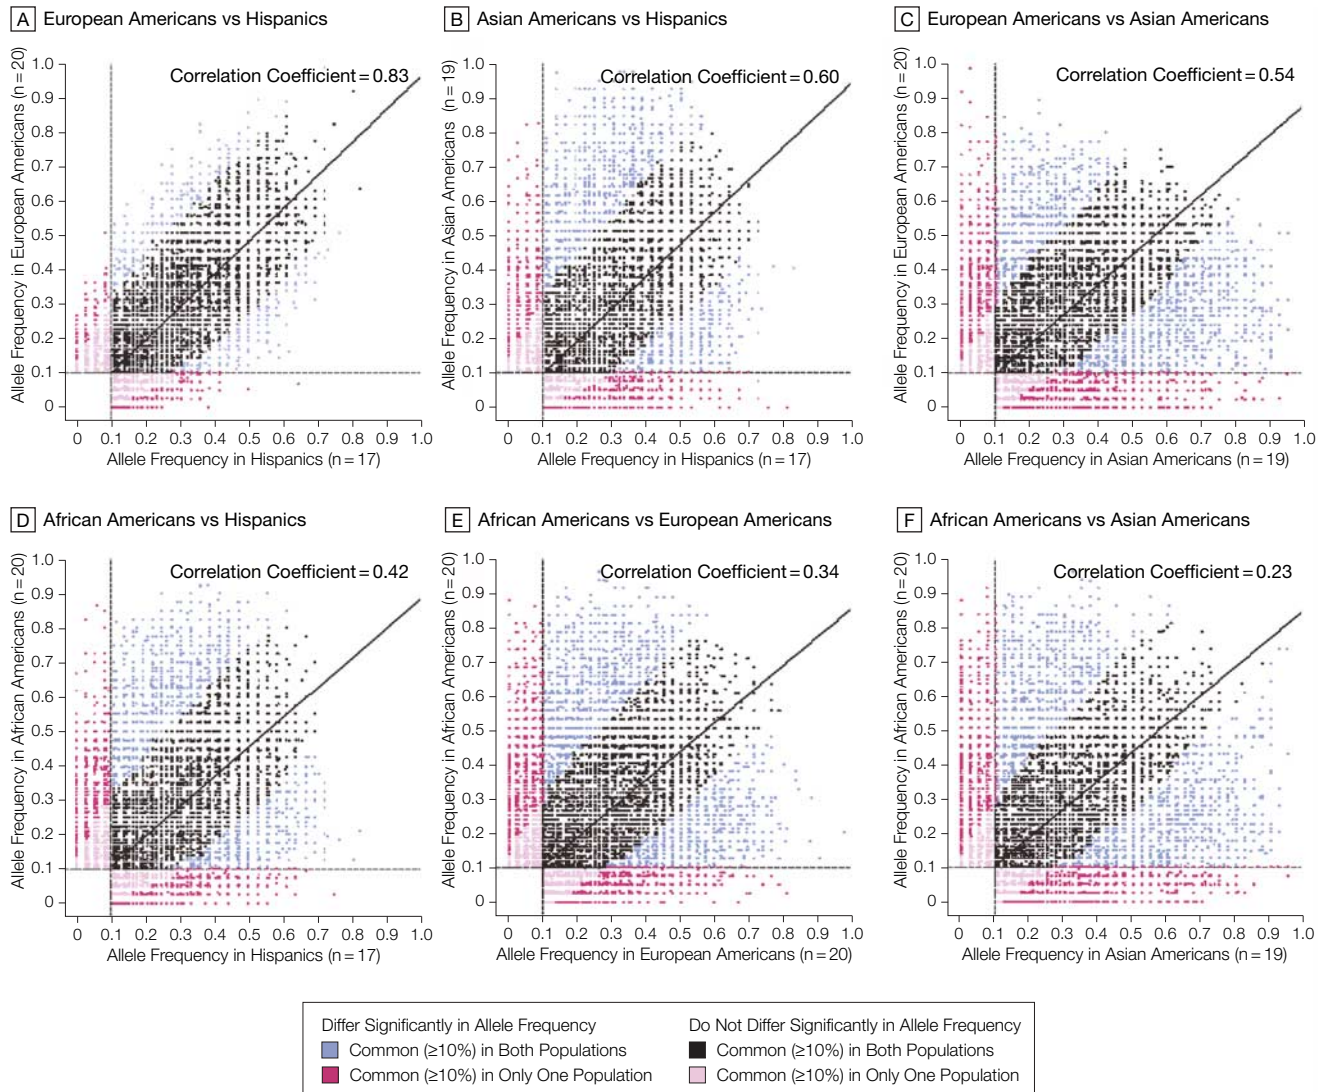 A European Americans vs Hispanics
Correlation Coefficient=0.83
Allele Frequency in European Americans (n=20)
1.0
0.9
0.8
0.7
0.6
0.5
0.4
0.3
0.2
0.1
0
0 0.1 0.2 0.3 0.4 0.5 0.6 0.7 0.8 0.9 1.0
Allele Frequency in Hispanics (n=17)
B Asian Americans vs Hispanics
Correlation Coefficient=0.60
Allele Frequency in Asian Americans (n=19)
1.0
0.9
0.8
0.7
0.6
0.5
0.4
0.3
0.2
0.1
0
0 0.1 0.2 0.3 0.4 0.5 0.6 0.7 0.8 0.9 1.0
Allele Frequency in Hispanics (n=17)
C European Americans vs Asian Americans
Correlation Coefficient=0.54
Allele Frequency in European Americans (n=20)
1.0
0.9
0.8
0.7
0.6
0.5
0.4
0.3
0.2
0.1
0
0 0.1 0.2 0.3 0.4 0.5 0.6 0.7 0.8 0.9 1.0
Allele Frequency in Asian Americans (n=19)
D African Americans vs Hispanics
Correlation Coefficient=0.42
Allele Frequency in African Americans (n=20)
1.0
0.9
0.8
0.7
0.6
0.5
0.4
0.3
0.2
0.1
0
0 0.1 0.2 0.3 0.4 0.5 0.6 0.7 0.8 0.9 1.0
Allele Frequency in Hispanics (n=17)
E African Americans vs European Americans
Correlation Coefficient=0.34
Allele Frequency in African Americans (n=20)
1.0
0.9
0.8
0.7
0.6
0.5
0.4
0.3
0.2
0.1
0
0 0.1 0.2 0.3 0.4 0.5 0.6 0.7 0.8 0.9 1.0
Allele Frequency in European Americans (n=20)
F African Americans vs Asian Americans
Correlation Coefficient=0.23
Allele Frequency in African Americans (n=20)
1.0
0.9
0.8
0.7
0.6
0.5
0.4
0.3
0.2
0.1
0
0 0.1 0.2 0.3 0.4 0.5 0.6 0.7 0.8 0.9 1.0
Allele Frequency in Asian Americans (n=19)
Differ Significantly in Allele Frequency
Common (≥10%) in Both Populations
Common (≥10%) in Only One Population
Do Not Differ Significantly in Allele Frequency
Common (≥10%) in Both Populations
Common (≥10%) in Only One Population